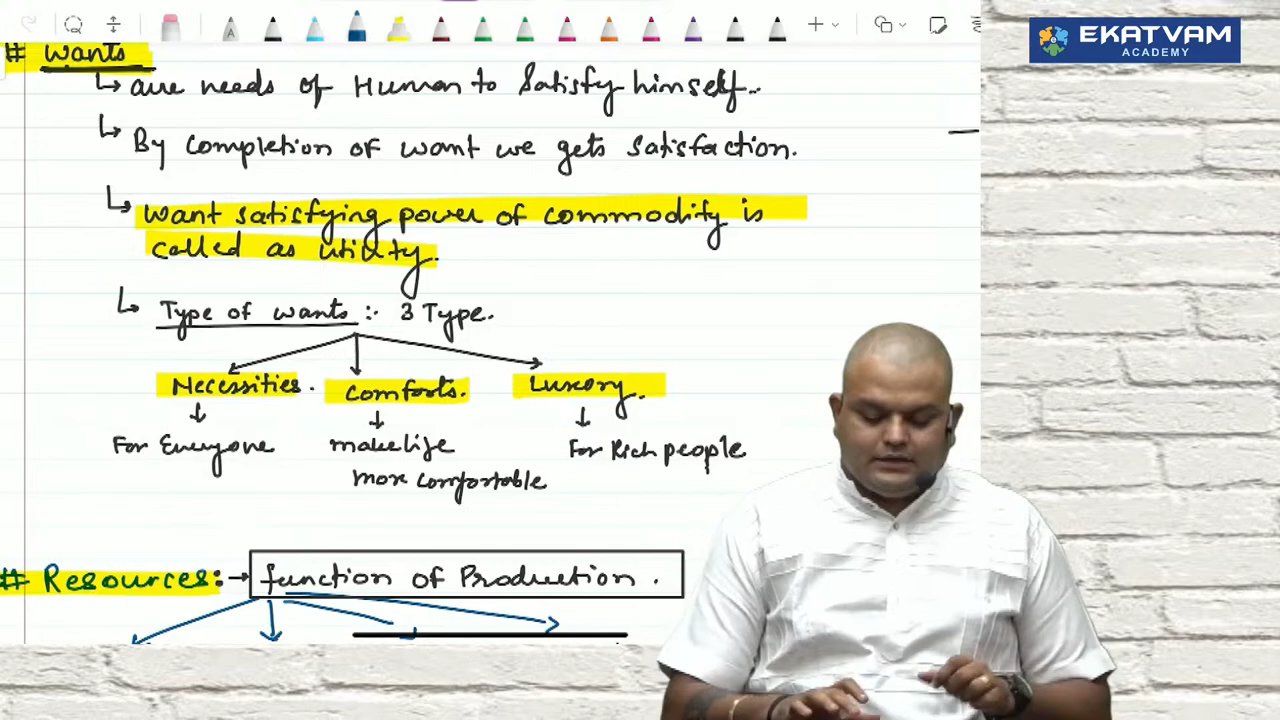 EKATVAM
ACADEMY
# Wants
↳ are needs of Human to Satisfy himself.
↳ By completion of want we gets satisfaction.
↳ want satisfying power of commodity is
called as utility.
↳ Type of wants :- 3 Type.
Necessities. Comforts. Luxory.
↓ ↓ ↓
For Everyone make life For Rich people
more comfortable
# Resources :→ function of Production.